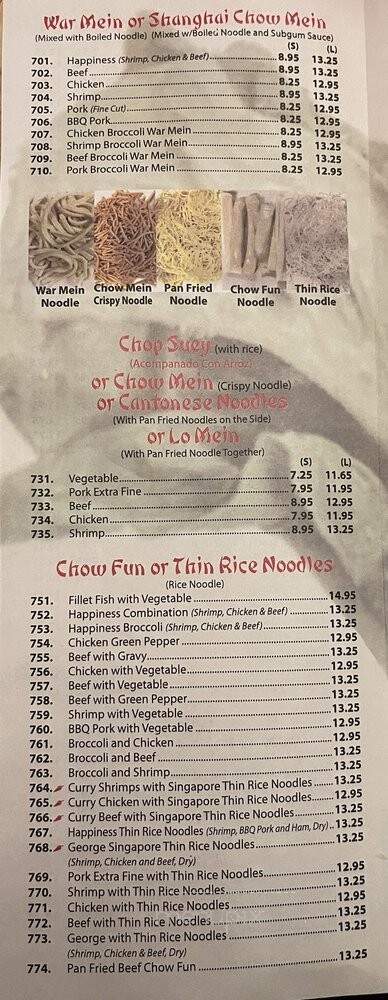 War Mein or Shanghai Chow Mein
(Mixed with Boiled Noodle) (Mixed w/Boiled Noodle and Subgum Sauce)
(S) (L)
701. Happiness (Shrimp, Chicken & Beef) 8.95 13.25
702. Beef 8.95 13.25
703. Chicken 8.25 12.95
704. Shrimp 8.95 13.25
705. Pork (Fine Cut) 8.25 12.95
706. BBQ Pork 8.25 12.95
707. Chicken Broccoli War Mein 8.25 12.95
708. Shrimp Broccoli War Mein 8.95 13.25
709. Beef Broccoli War Mein 8.25 13.25
710. Pork Broccoli War Mein 8.25 12.95
War Mein Noodle
Chow Mein Crispy Noodle
Pan Fried Noodle
Chow Fun Noodle
Thin Rice Noodle
Chop Suey (with rice)
(Acompanado Con Arroz)
or Chow Mein (Crispy Noodle)
or Cantonese Noodles
(With Pan Fried Noodles on the Side)
or Lo Mein
(With Pan Fried Noodle Together)
(S) (L)
731. Vegetable 7.25 11.65
732. Pork Extra Fine 7.95 11.95
733. Beef 8.95 12.95
734. Chicken 7.95 11.95
735. Shrimp 8.95 13.25
Chow Fun or Thin Rice Noodles
(Rice Noodle)
751. Fillet Fish with Vegetable 14.95
752. Happiness Combination (Shrimp, Chicken & Beef) 13.25
753. Happiness Broccoli (Shrimp, Chicken & Beef) 13.25
754. Chicken Green Pepper 12.95
755. Beef with Gravy 13.25
756. Chicken with Vegetable 12.95
757. Beef with Vegetable 13.25
758. Beef with Green Pepper 13.25
759. Shrimp with Vegetable 13.25
760. BBQ Pork with Vegetable 12.95
761. Broccoli and Chicken 12.95
762. Broccoli and Beef 13.25
763. Broccoli and Shrimp 13.25
764. Curry Shrimps with Singapore Thin Rice Noodles 13.25
765. Curry Chicken with Singapore Thin Rice Noodles 12.95
766. Curry Beef with Singapore Thin Rice Noodles 13.25
767. Happiness Thin Rice Noodles (Shrimp, BBQ Pork and Ham, Dry) 13.25
768. George Singapore Thin Rice Noodles 13.25
(Shrimp, Chicken and Beef, Dry)
769. Pork Extra Fine with Thin Rice Noodles 12.95
770. Shrimp with Thin Rice Noodles 13.25
771. Chicken with Thin Rice Noodles 12.95
772. Beef with Thin Rice Noodles 13.25
773. George with Thin Rice Noodles 13.25
(Shrimp, Chicken & Beef, Dry)
774. Pan Fried Beef Chow Fun 13.25